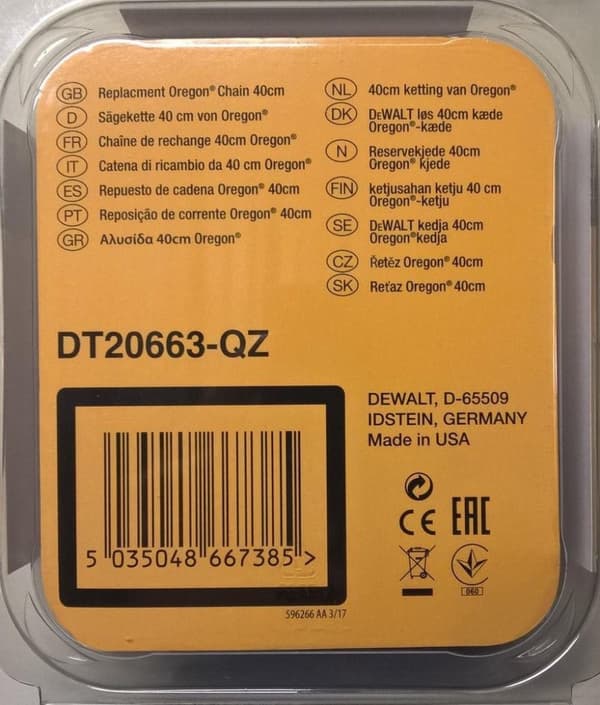 GB Replacment Oregon® Chain 40cm
D Sägekette 40 cm von Oregon®
FR Chaîne de rechange 40cm Oregon®
IT Catena di ricambio da 40 cm Oregon®
ES Repuesto de cadena Oregon® 40cm
PT Reposição de corrente Oregon® 40cm
GR Αλυσίδα 40cm Oregon®
NL 40cm ketting van Oregon®
DK DEWALT løs 40cm kæde
Oregon®-kæde
N Reservekjede 40cm
Oregon® kjede
FIN ketjusahan ketju 40 cm
Oregon®-ketju
SE DEWALT kedja 40cm
Oregon®kedja
CZ Řetěz Oregon® 40cm
SK Reťaz Oregon® 40cm
DT20663-QZ
DEWALT, D-65509
IDSTEIN, GERMANY
Made in USA
CE EAC
060
5 035048 667385 >
596266 AA 3/17